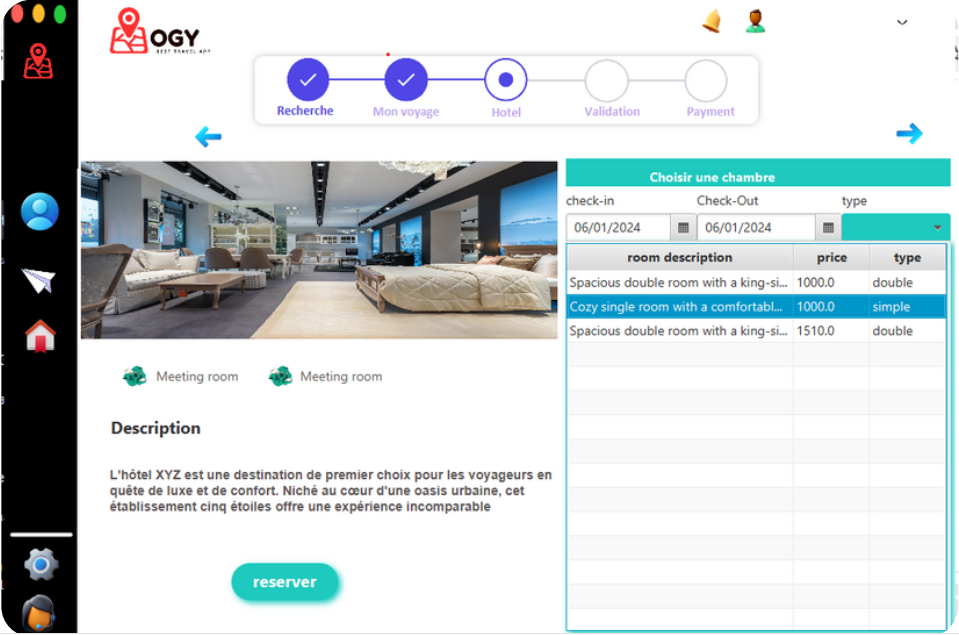 OGY
BEST TRAVEL APP
Recherche
Mon voyage
Hotel
Validation
Payment
Choisir une chambre
check-in Check-Out type
06/01/2024 06/01/2024
room description price type
Spacious double room with a king-si... 1000.0 double
Cozy single room with a comfortabl... 1000.0 simple
Spacious double room with a king-si... 1510.0 double
Meeting room Meeting room
Description
L'hôtel XYZ est une destination de premier choix pour les voyageurs en
quête de luxe et de confort. Niché au cœur d'une oasis urbaine, cet
établissement cinq étoiles offre une expérience incomparable
reserver